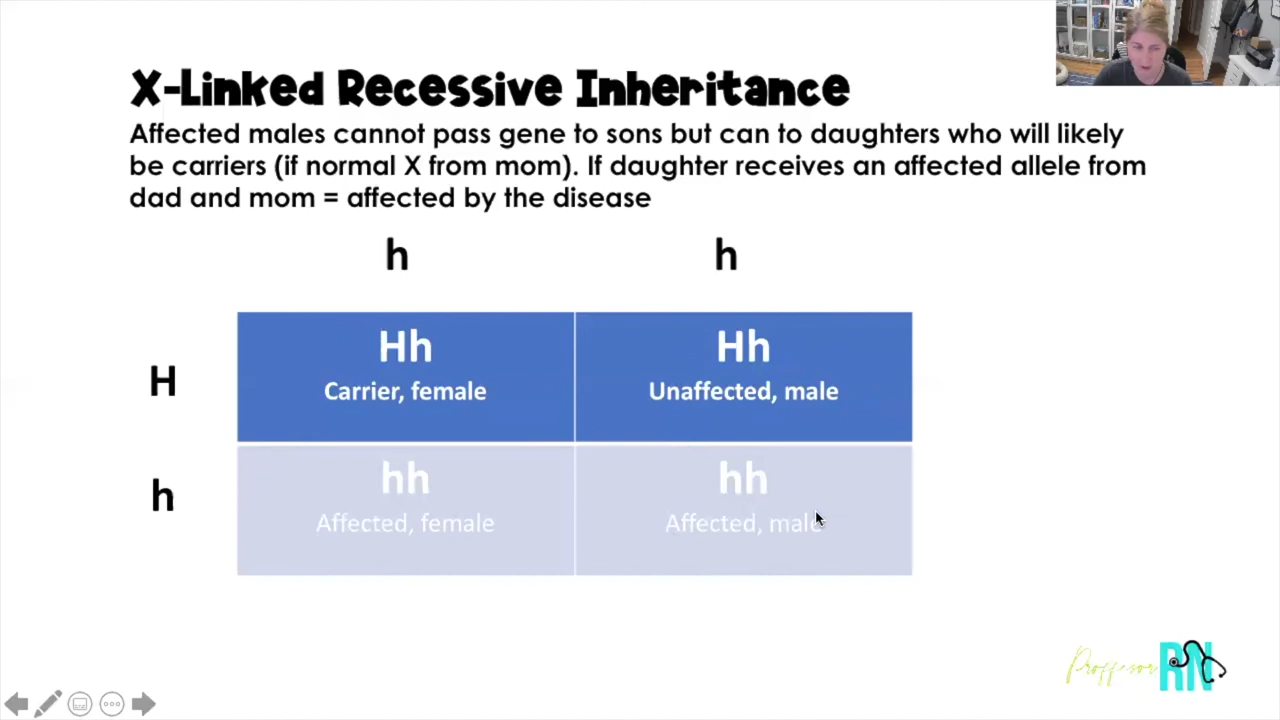 X-Linked Recessive Inheritance
Affected males cannot pass gene to sons but can to daughters who will likely
be carriers (if normal X from mom). If daughter receives an affected allele from
dad and mom = affected by the disease
h h
H
Hh Hh
Carrier, female Unaffected, male
h
hh hh
Affected, female Affected, male
Proffesor RN